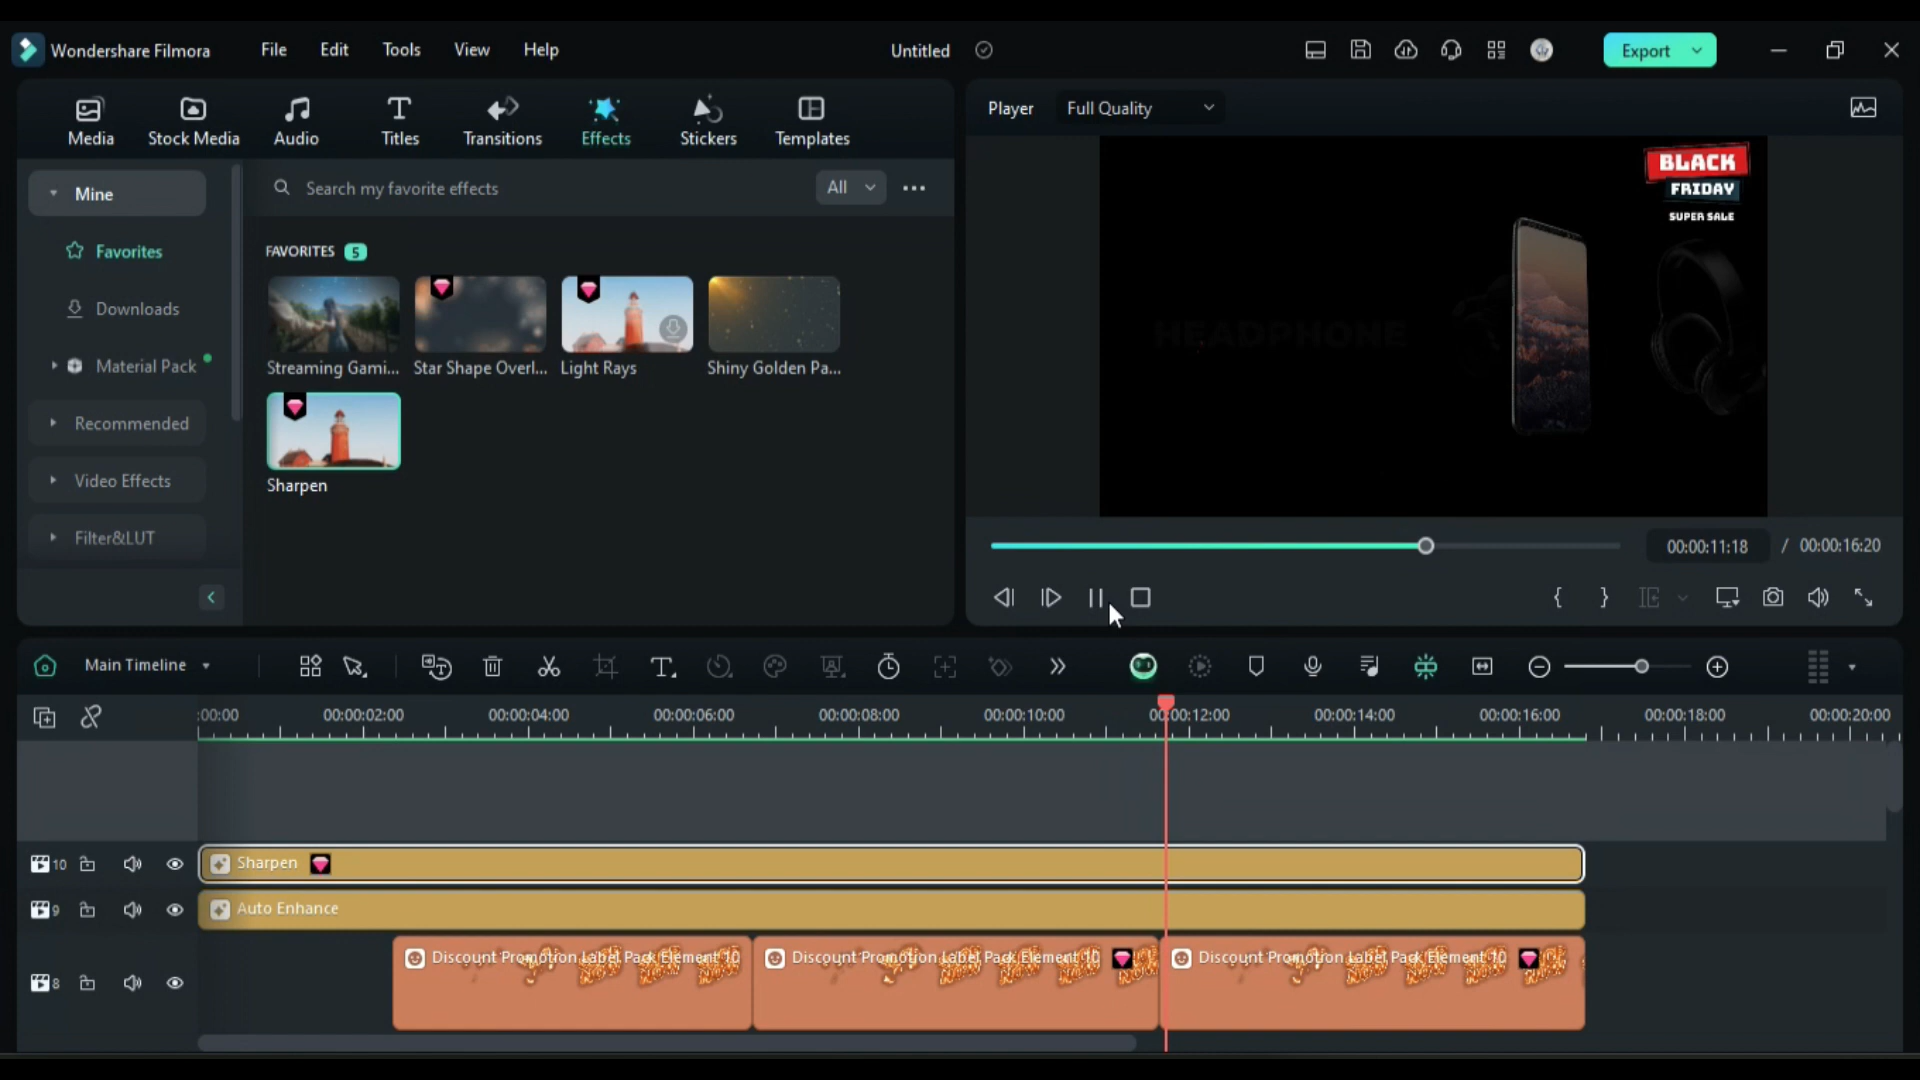 Wondershare Filmora
File
Edit
Tools
View
Help
Untitled
Export
Media
Stock Media
Audio
Titles
Transitions
Effects
Stickers
Templates
Player
Full Quality
Mine
Search my favorite effects
All
BLACK
FRIDAY
SUPER SALE
Favorites
FAVORITES 5
Downloads
Material Pack
Streaming Gami...
Star Shape Overl...
Light Rays
Shiny Golden Pa...
HEADPHONE
Recommended
Video Effects
Sharpen
Filter&LUT
00:00:11:18 / 00:00:16:20
Main Timeline
:00:00
00:00:02:00
00:00:04:00
00:00:06:00
00:00:08:00
00:00:10:00
00:00:12:00
00:00:14:00
00:00:16:00
00:00:18:00
00:00:20:00
10
Sharpen
9
Auto Enhance
8
Discount Promotion Label Pack Element 10
Discount Promotion Label Pack Element 10
Discount Promotion Label Pack Element 10